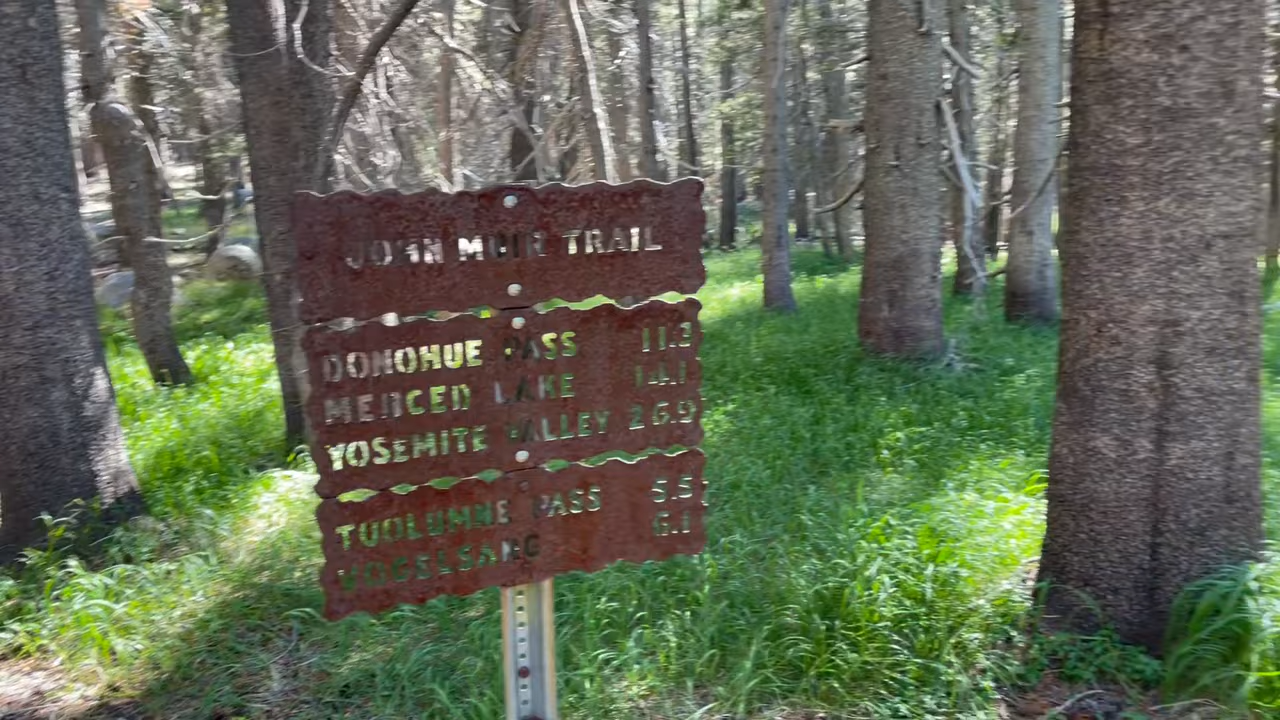 JOHN MUIR TRAIL
DONOHUE PASS 11.2
MERCED LAKE 14.1
YOSEMITE VALLEY 26.9
TUOLUMNE PASS 5.5
VOGELSANG 6.1